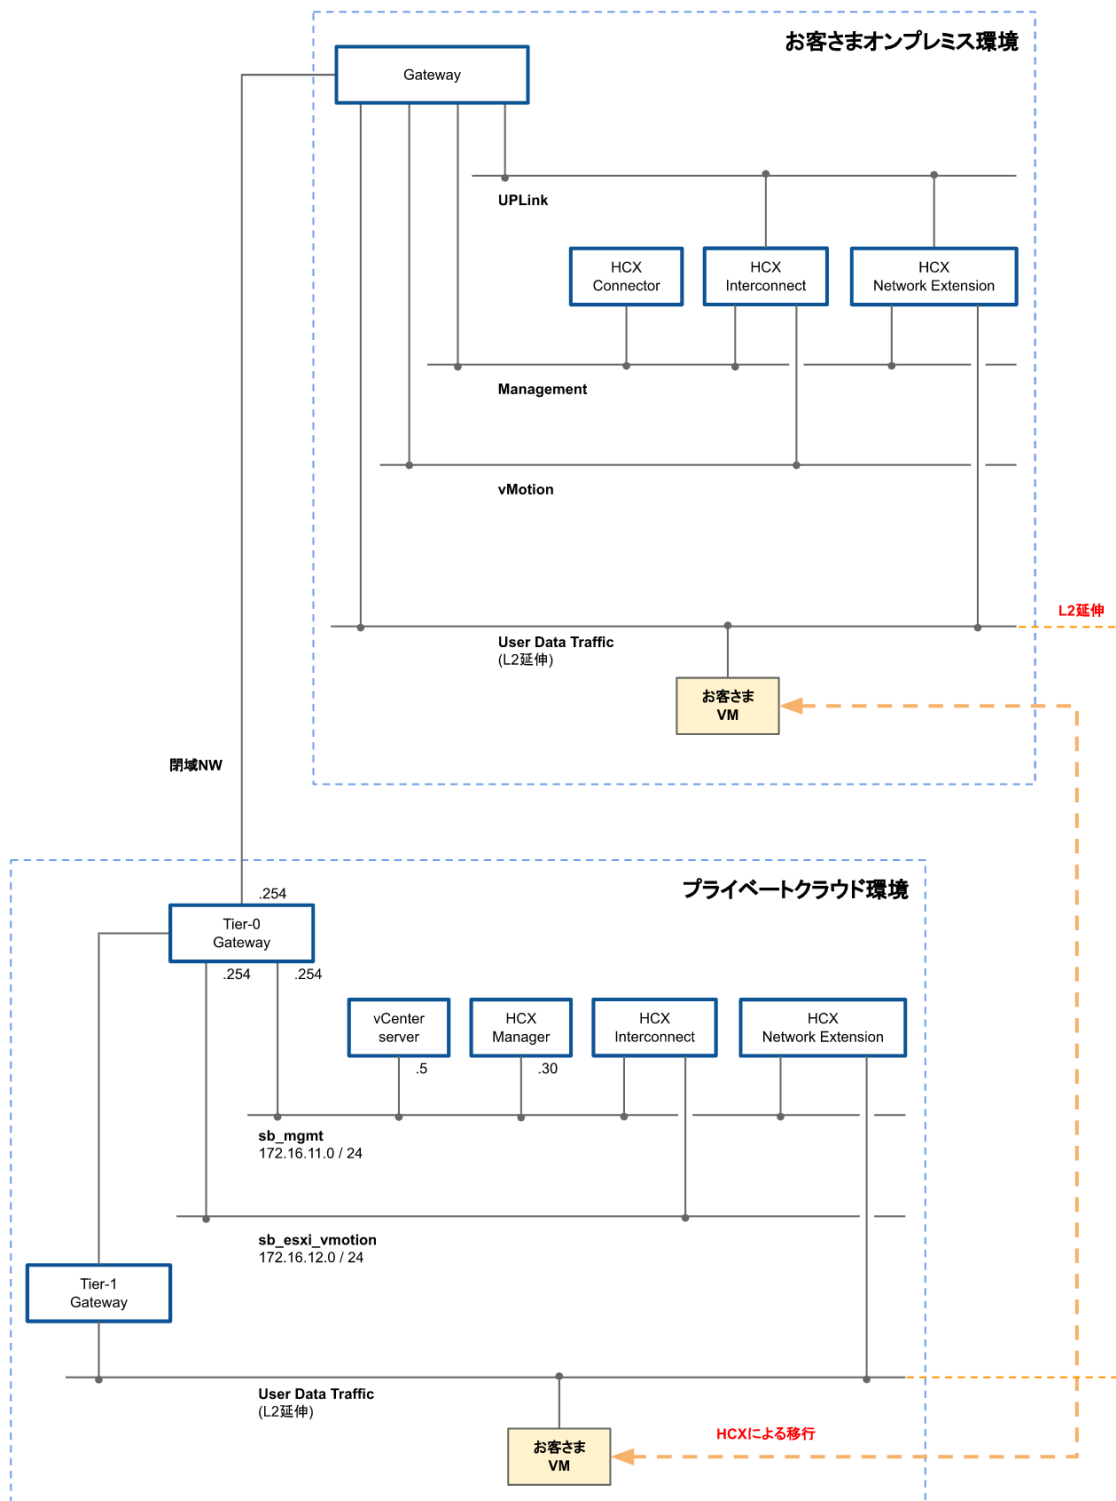 お客さまオンプレミス環境
Gateway
UPLink
HCX
Connector
HCX
Interconnect
HCX
Network Extension
Management
vMotion
L2延伸
User Data Traffic
(L2延伸)
お客さま
VM
閉域NW
プライベートクラウド環境
.254
Tier-0
Gateway
.254
.254
vCenter
server
HCX
Manager
HCX
Interconnect
HCX
Network Extension
.5
.30
sb_mgmt
172.16.11.0 / 24
sb_esxi_vmotion
172.16.12.0 / 24
Tier-1
Gateway
User Data Traffic
(L2延伸)
HCXによる移行
お客さま
VM